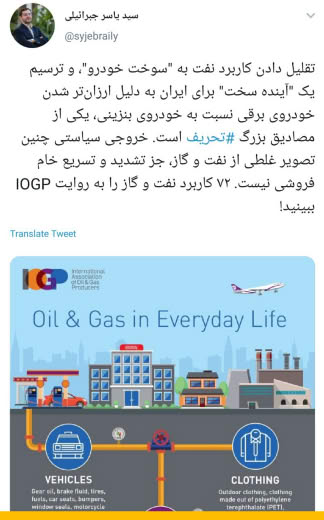 سید یاسر جبرائیلی
@syjebraily
تقلیل دادن کاربرد نفت به "سوخت خودرو"، و ترسیم
یک "آینده سخت" برای ایران به دلیل ارزان‌تر شدن
خودروی برقی نسبت به خودروی بنزینی، یکی از
مصادیق بزرگ #تحریف است. خروجی سیاستی چنین
تصویر غلطی از نفت و گاز، جز تشدید و تسریع خام
فروشی نیست. ۷۲ کاربرد نفت و گاز را به روایت IOGP
ببینید!
Translate Tweet
IOGP
International
Association
of Oil & Gas
Producers
Oil & Gas in Everyday Life
VEHICLES
Gear oil, brake fluid, tires,
fuels, car seats, bumpers,
window seals, motorcycle
CLOTHING
Outdoor clothing, clothing
made out of polyethylene
terephthalate (PET),